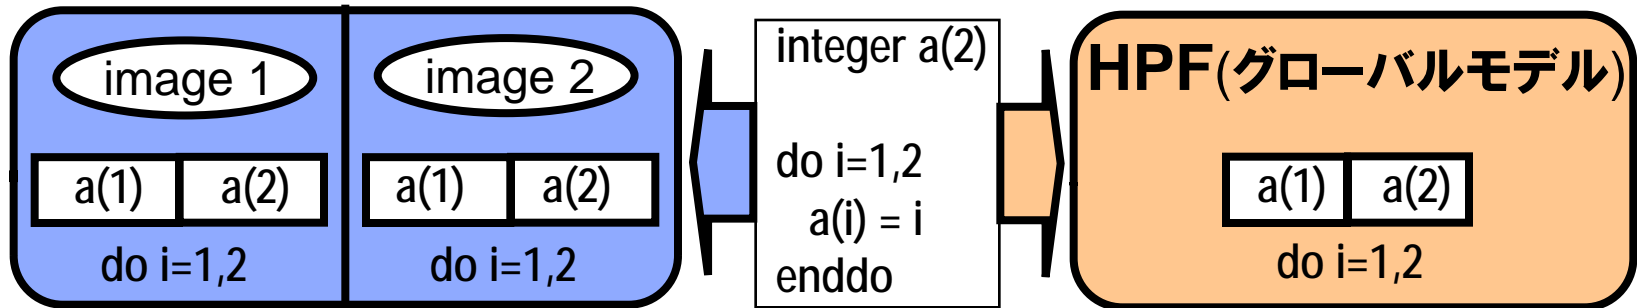 image 1
a(1) a(2)
do i=1,2
image 2
a(1) a(2)
do i=1,2
integer a(2)
do i=1,2
a(i) = i
enddo
HPF(グローバルモデル)
a(1) a(2)
do i=1,2